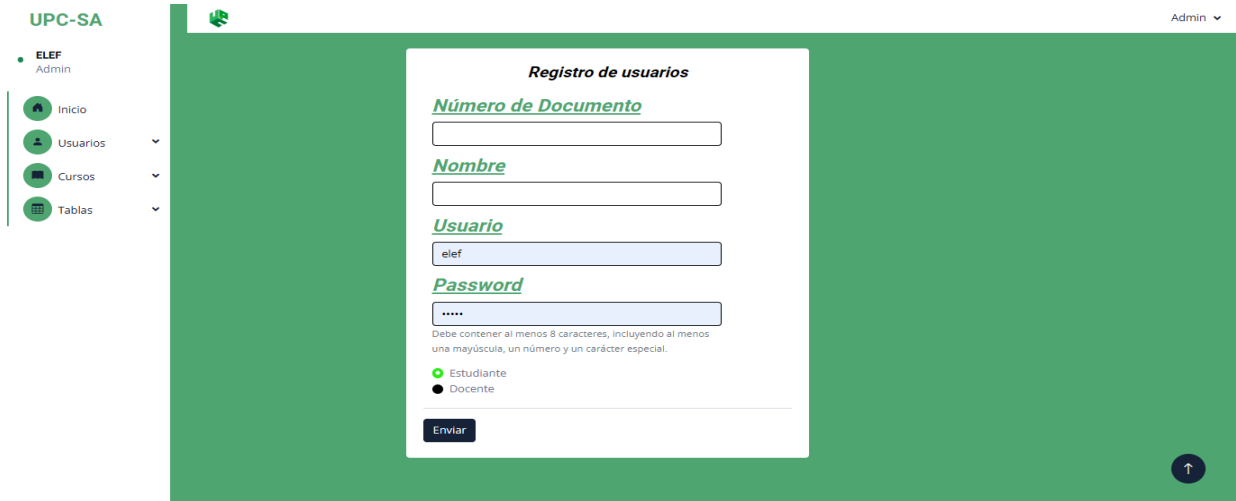 UPC-SA
Admin
ELEF
Admin
Inicio
Usuarios
Cursos
Tablas
Registro de usuarios
Número de Documento
Nombre
Usuario
elef
Password
•••••
Debe contener al menos 8 caracteres, incluyendo al menos
una mayúscula, un número y un carácter especial.
Estudiante
Docente
Enviar